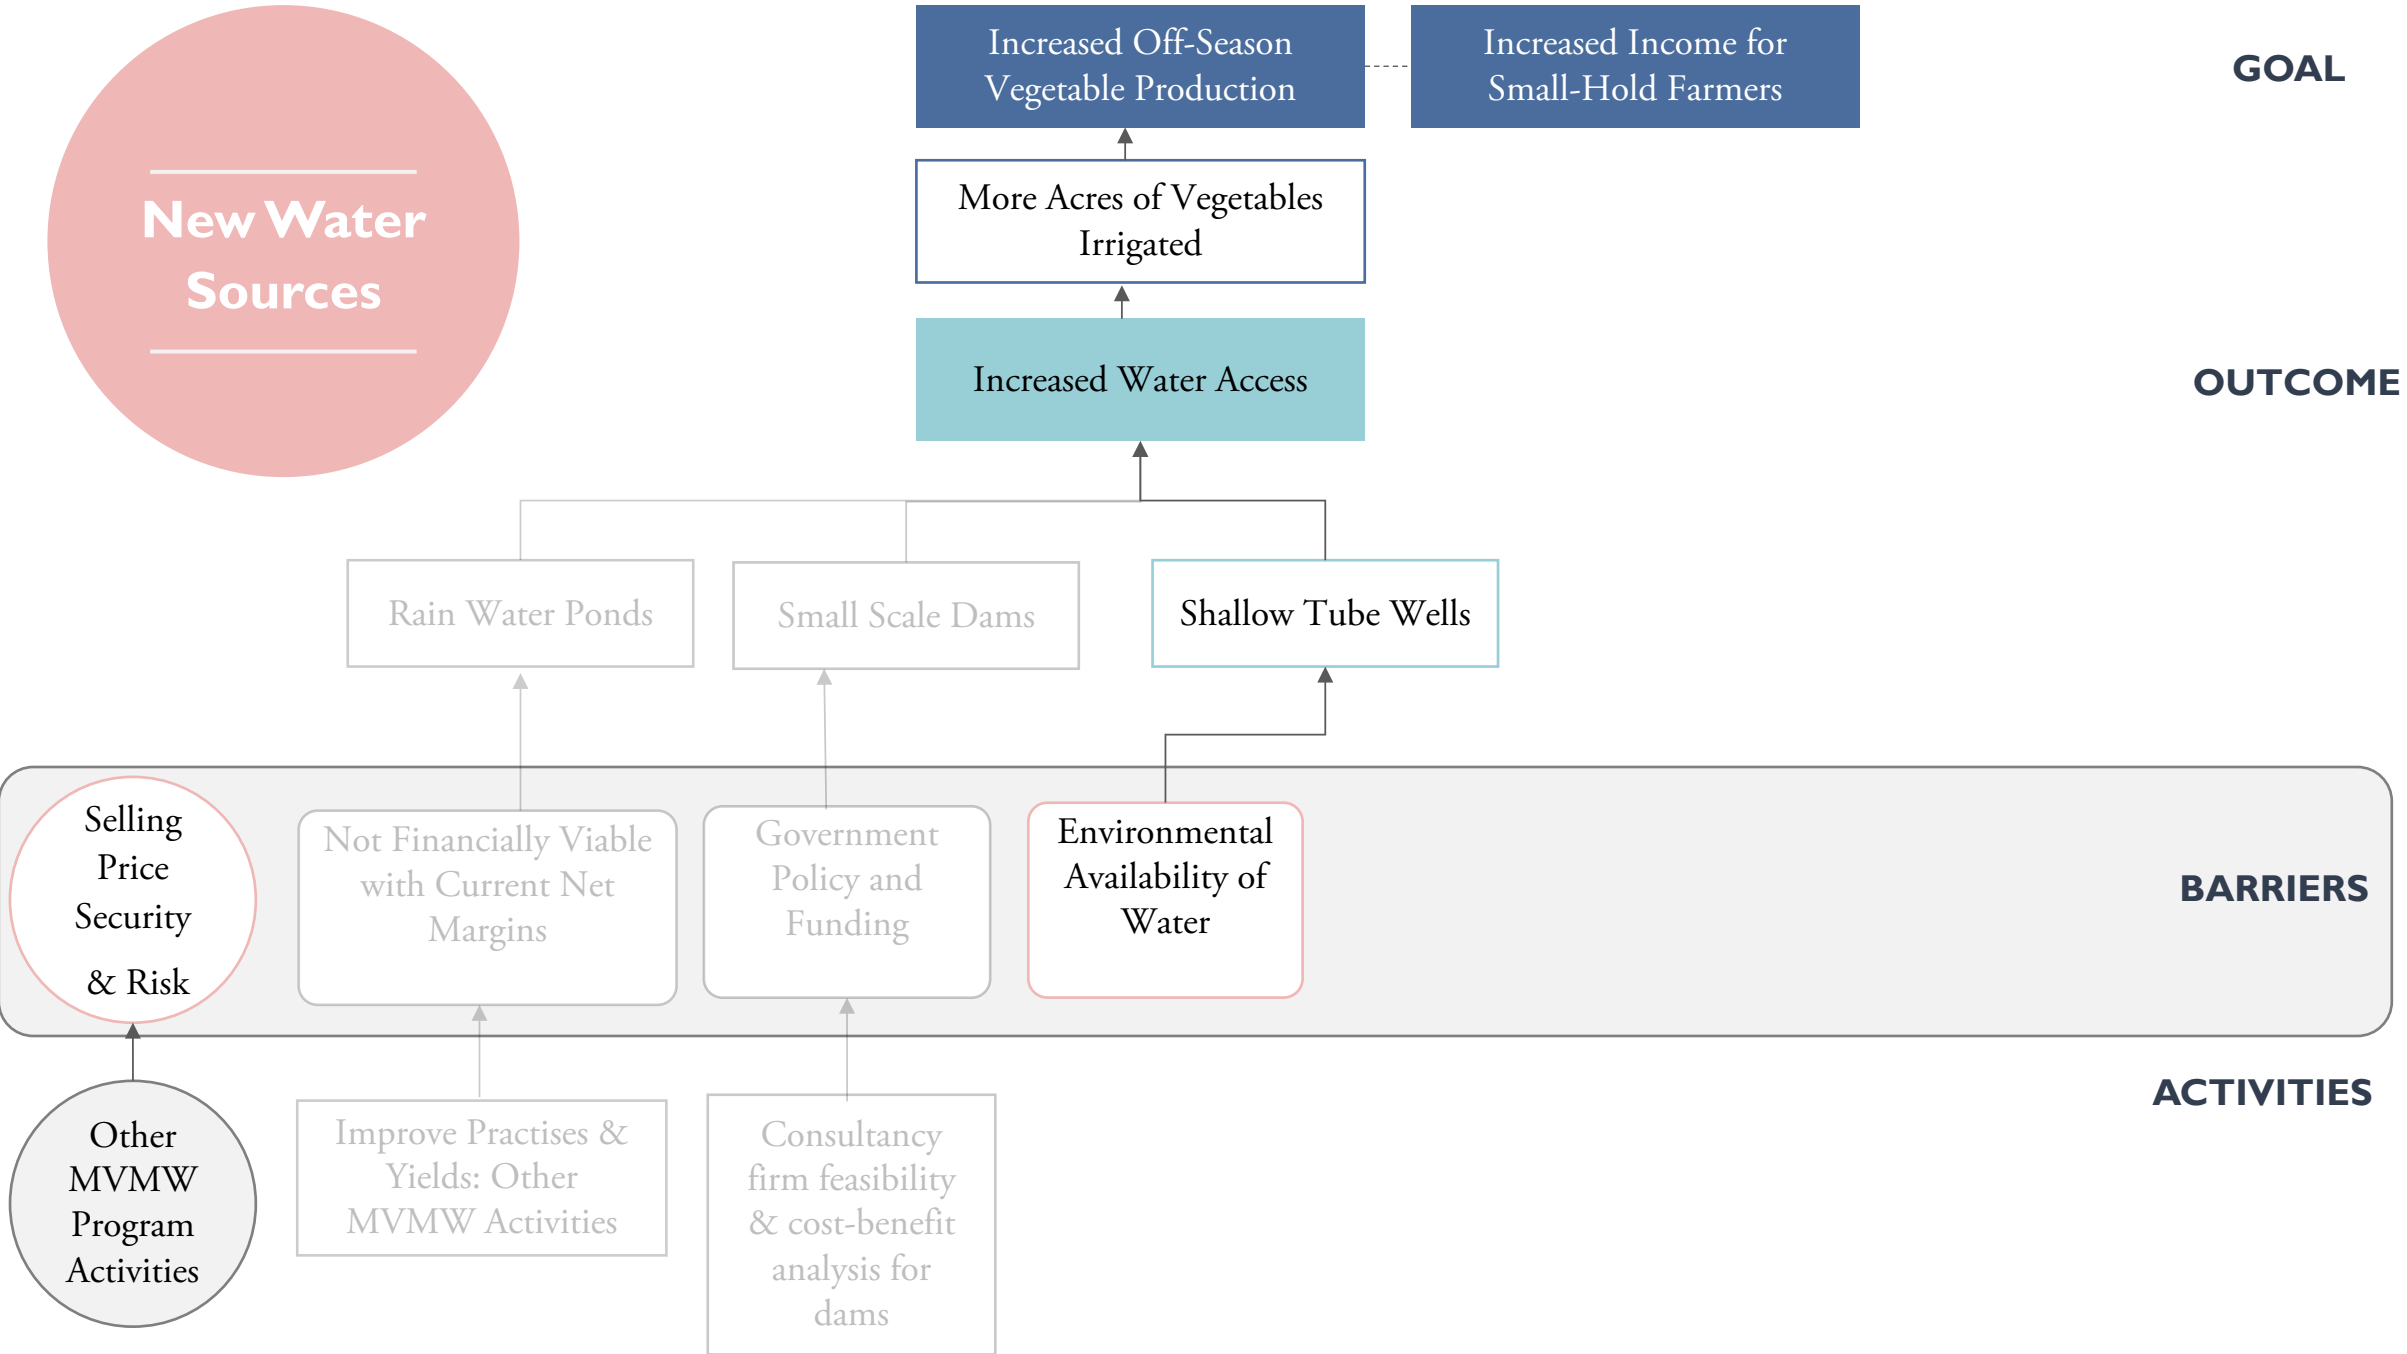 New Water
Sources
Increased Off-Season
Vegetable Production
Increased Income for
Small-Hold Farmers
GOAL
More Acres of Vegetables
Irrigated
Increased Water Access
OUTCOME
Rain Water Ponds
Small Scale Dams
Shallow Tube Wells
Selling
Price
Security
& Risk
Not Financially Viable
with Current Net
Margins
Government
Policy and
Funding
Environmental
Availability of
Water
BARRIERS
ACTIVITIES
Other
MVMW
Program
Activities
Improve Practises &
Yields: Other
MVMW Activities
Consultancy
firm feasibility
& cost-benefit
analysis for
dams